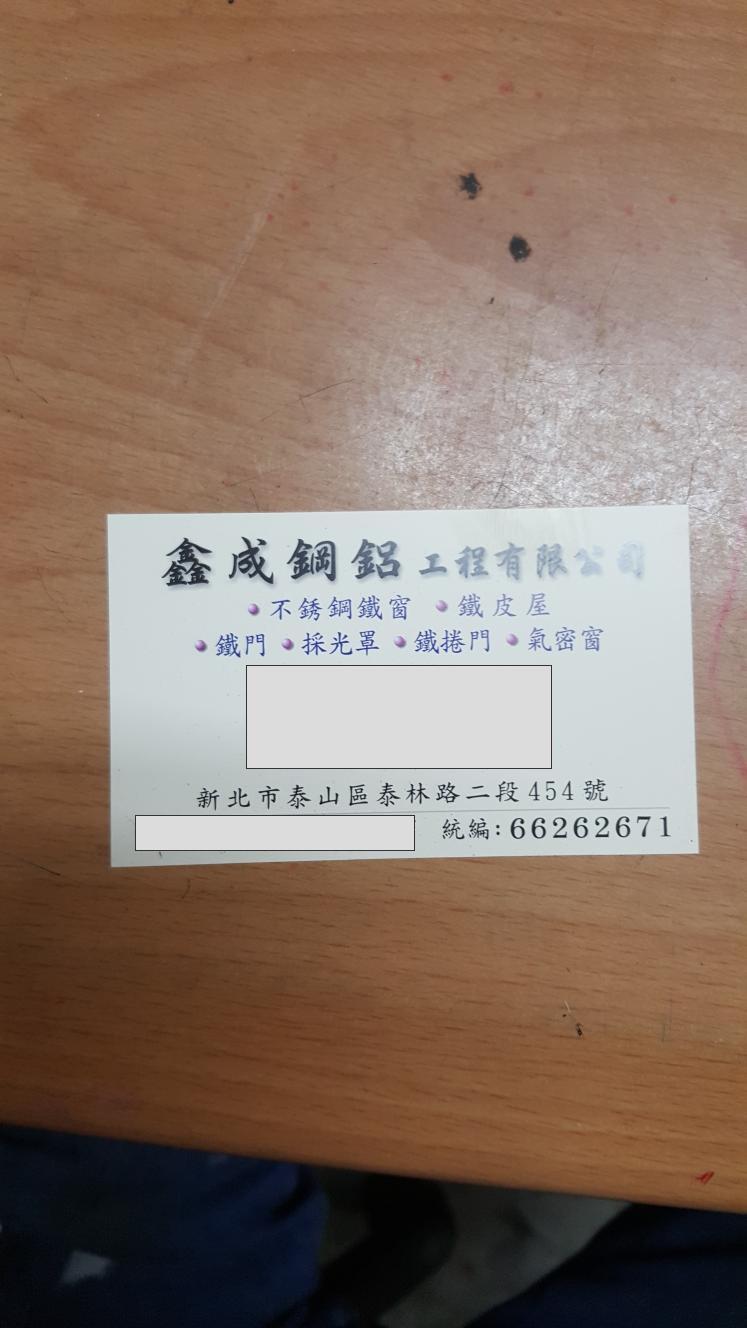 鑫成鋼鋁工程有限公司
不銹鋼鐵窗 鐵皮屋
鐵門 採光罩 鐵捲門 氣密窗
新北市泰山區泰林路二段454號
統編:66262671